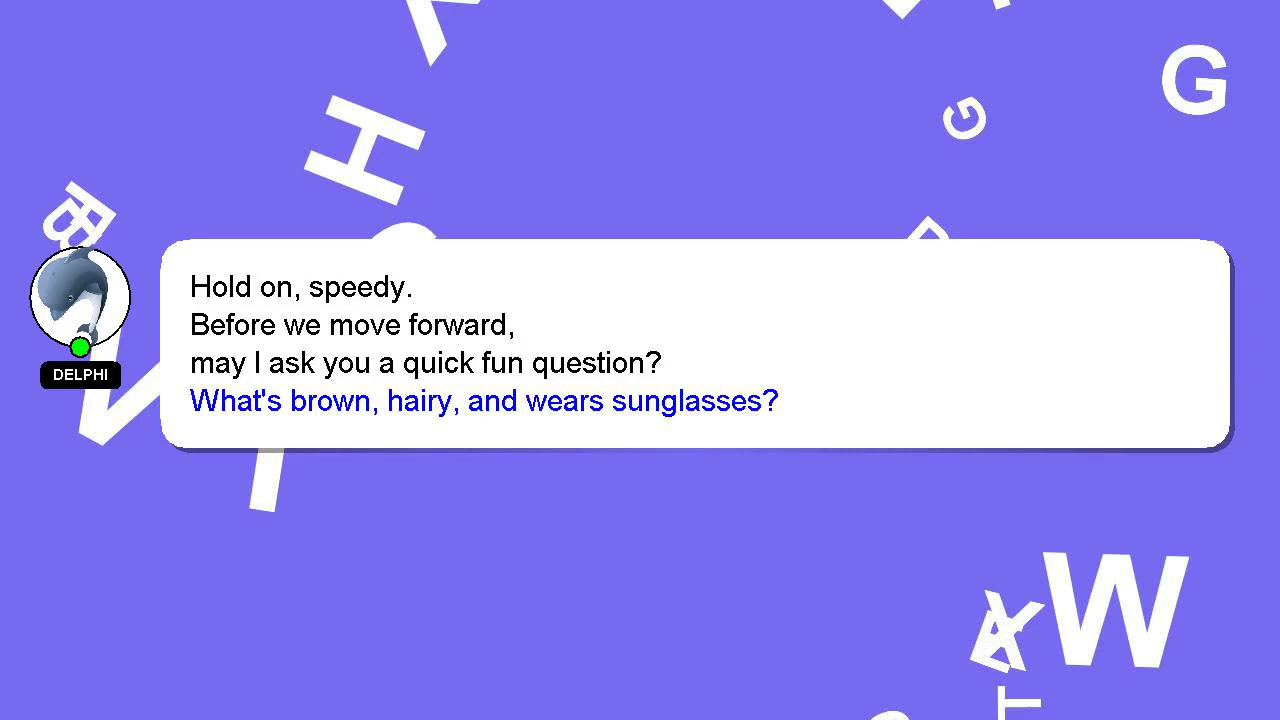 G
G
H
B
Hold on, speedy.
Before we move forward,
may I ask you a quick fun question?
What's brown, hairy, and wears sunglasses?
DELPHI
W
X
T